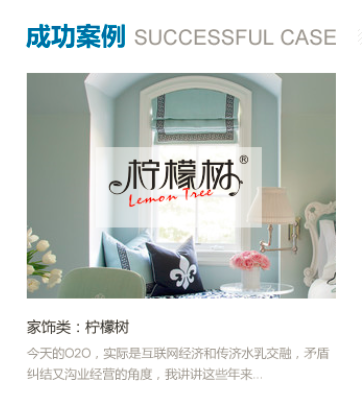 成功案例 SUCCESSFUL CASE
柠檬树®
Lemon Tree
家饰类：柠檬树
今天的O2O，实际是互联网经济和传济水乳交融，矛盾
纠结又沟业经营的角度，我讲讲这些年来...